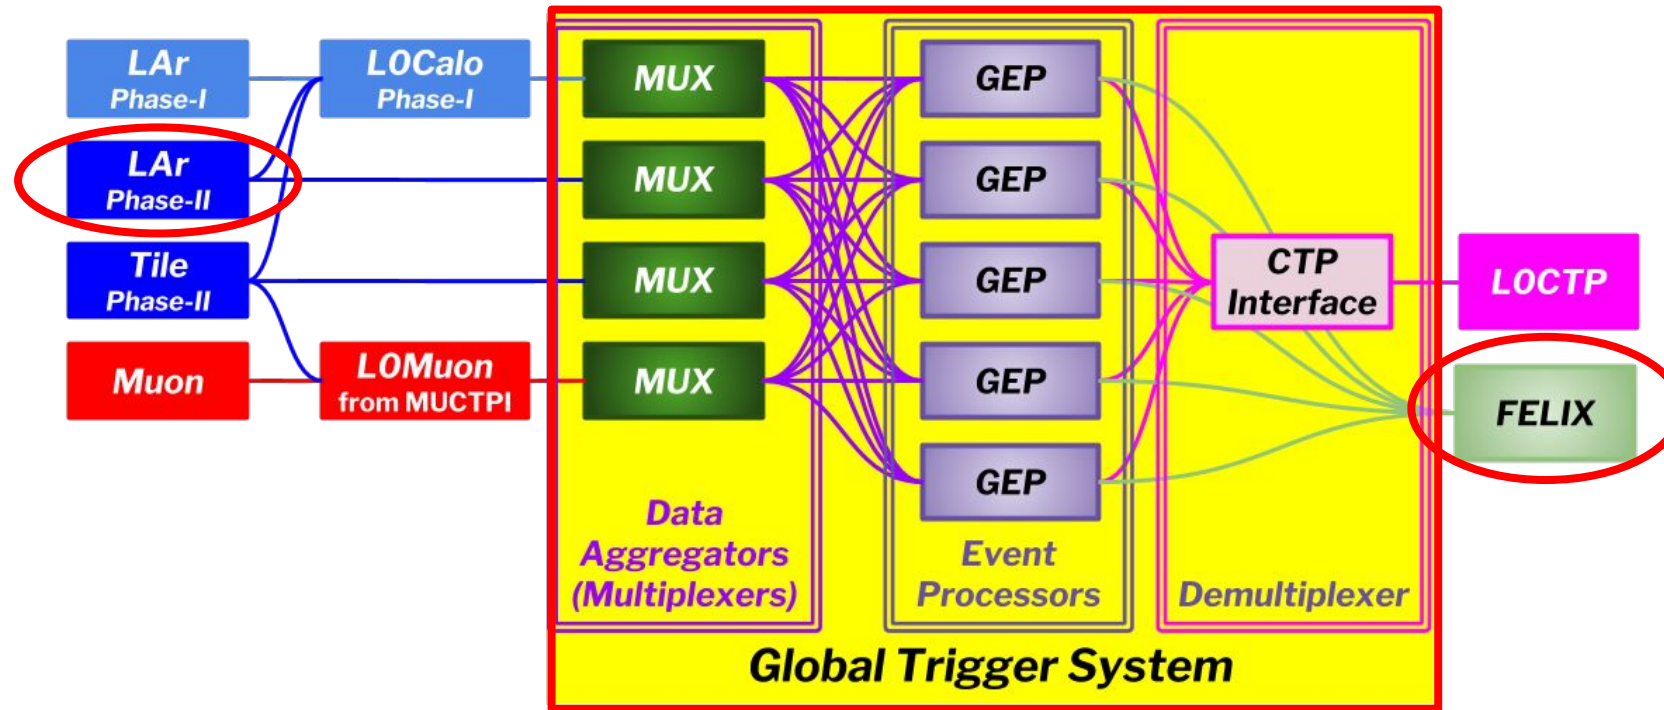 LAr
Phase-I
L0Calo
Phase-I
MUX
GEP
LAr
Phase-II
MUX
GEP
Tile
Phase-II
MUX
GEP
CTP
Interface
L0CTP
Muon
L0Muon
from MUCTPI
MUX
GEP
FELIX
GEP
Data
Aggregators
(Multiplexers)
Event
Processors
Demultiplexer
Global Trigger System